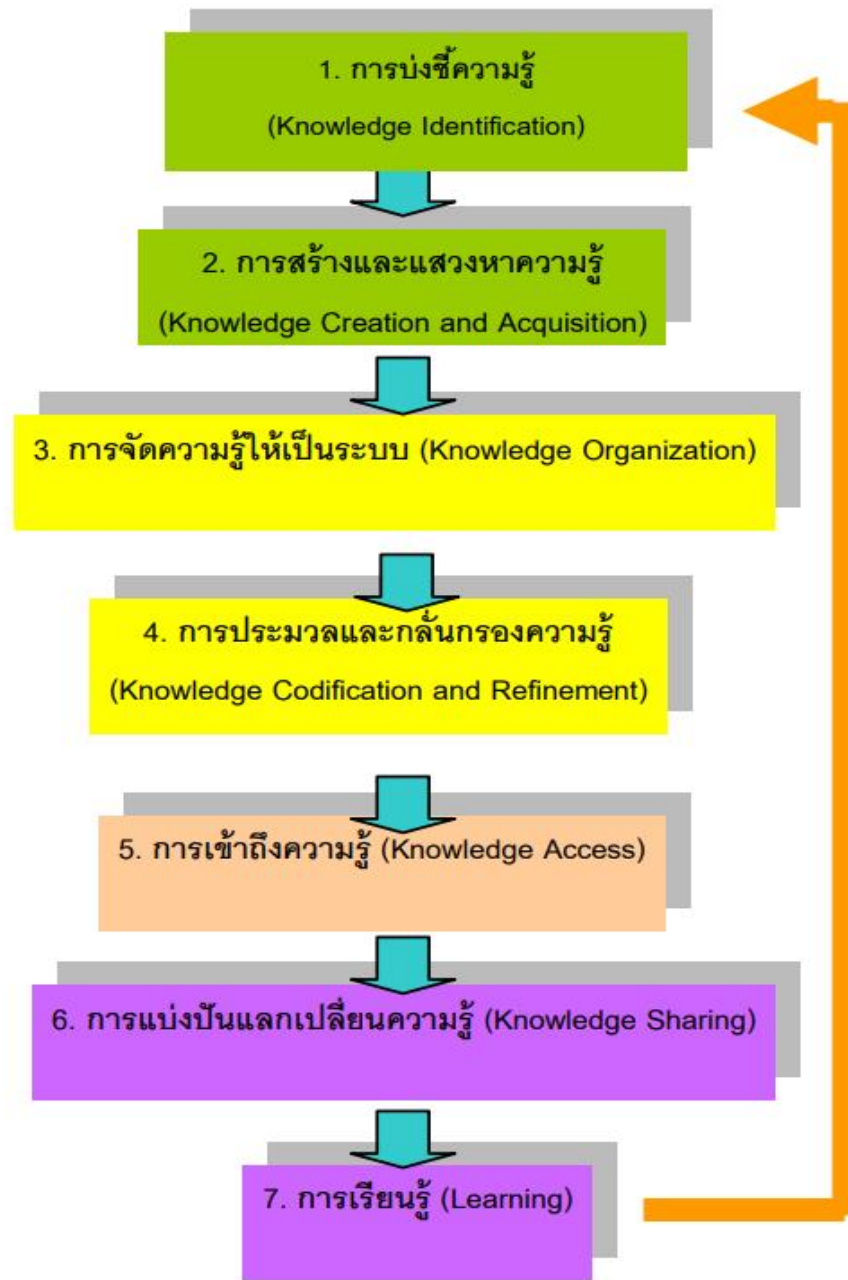 1. การบ่งชี้ความรู้
(Knowledge Identification)
2. การสร้างและแสวงหาความรู้
(Knowledge Creation and Acquisition)
3. การจัดความรู้ให้เป็นระบบ (Knowledge Organization)
4. การประมวลและกลั่นกรองความรู้
(Knowledge Codification and Refinement)
5. การเข้าถึงความรู้ (Knowledge Access)
6. การแบ่งปันแลกเปลี่ยนความรู้ (Knowledge Sharing)
7. การเรียนรู้ (Learning)